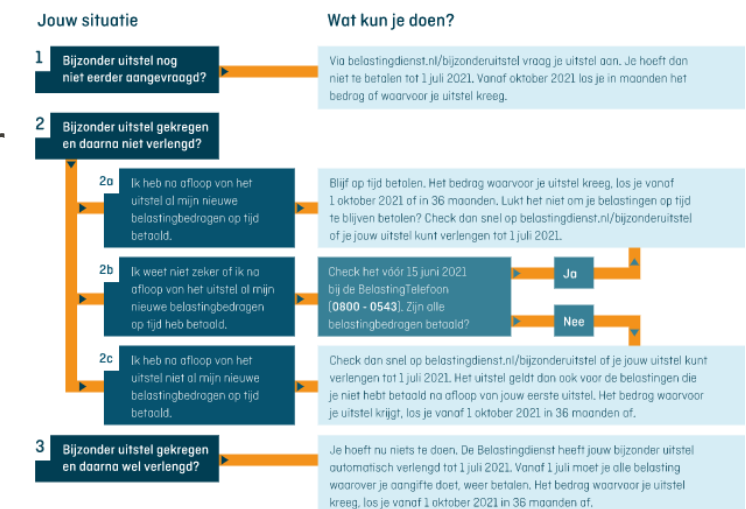 Jouw situatie
Wat kun je doen?
1
Bijzonder uitstel nog
niet eerder aangevraagd?
Via belastingdienst.nl/bijzonderuitstel vraag je uitstel aan. Je hoeft dan
niet te betalen tot 1 juli 2021. Vanaf oktober 2021 los je in maanden het
bedrag af waarvoor je uitstel kreeg.
2
Bijzonder uitstel gekregen
en daarna niet verlengd?
2a
Ik heb na afloop van het
uitstel al mijn nieuwe
belastingbedragen op tijd
betaald.
Blijf op tijd betalen. Het bedrag waarvoor je uitstel kreeg, los je vanaf
1 oktober 2021 af in 36 maanden. Lukt het niet om je belastingen op tijd
te blijven betalen? Check dan snel op belastingdienst.nl/bijzonderuitstel
of je jouw uitstel kunt verlengen tot 1 juli 2021.
2b
Ik weet niet zeker of ik na
afloop van het uitstel al mijn
nieuwe belastingbedragen
op tijd heb betaald.
Check het vóór 15 juni 2021
bij de BelastingTelefoon
(0800 - 0543). Zijn alle
belastingbedragen betaald?
Ja
Nee
2c
Ik heb na afloop van het
uitstel niet al mijn nieuwe
belastingbedragen op tijd
betaald.
Check dan snel op belastingdienst.nl/bijzonderuitstel of je jouw uitstel kunt
verlengen tot 1 juli 2021. Het uitstel geldt dan ook voor de belastingen die
je niet hebt betaald na afloop van jouw eerste uitstel. Het bedrag waarvoor
je uitstel krijgt, los je vanaf 1 oktober 2021 in 36 maanden af.
3
Bijzonder uitstel gekregen
en daarna wel verlengd?
Je hoeft nu niets te doen. De Belastingdienst heeft jouw bijzonder uitstel
automatisch verlengd tot 1 juli 2021. Vanaf 1 juli moet je alle belasting
waarover je aangifte doet, weer betalen. Het bedrag waarvoor je uitstel
kreeg, los je vanaf 1 oktober 2021 in 36 maanden af.